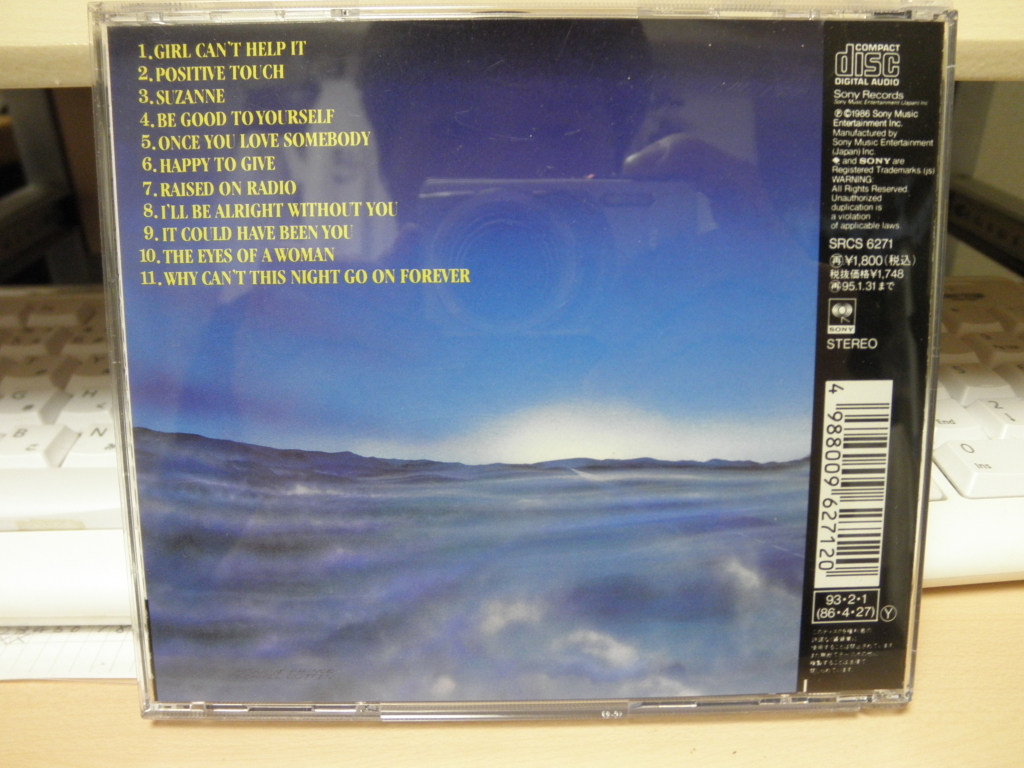 1. GIRL CAN'T HELP IT
2. POSITIVE TOUCH
3. SUZANNE
4. BE GOOD TO YOURSELF
5. ONCE YOU LOVE SOMEBODY
6. HAPPY TO GIVE
7. RAISED ON RADIO
8. I'LL BE ALRIGHT WITHOUT YOU
9. IT COULD HAVE BEEN YOU
10. THE EYES OF A WOMAN
11. WHY CAN'T THIS NIGHT GO ON FOREVER
COMPACT
disc
DIGITAL AUDIO
Sony Records
Sony Music Entertainment (Japan) Inc.
℗©1986 Sony Music
Entertainment Inc.
Manufactured by
Sony Music Entertainment
(Japan) Inc.
and SONY are
Registered Trademarks. (js)
WARNING:
All Rights Reserved.
Unauthorized
duplication is
a violation
of applicable laws.
SRCS 6271
再¥1,800(税込)
税抜価格¥1,748
再95.1.31まで
SONY
STEREO
4 988009 627120
93・2・1
(86・4・27) Y